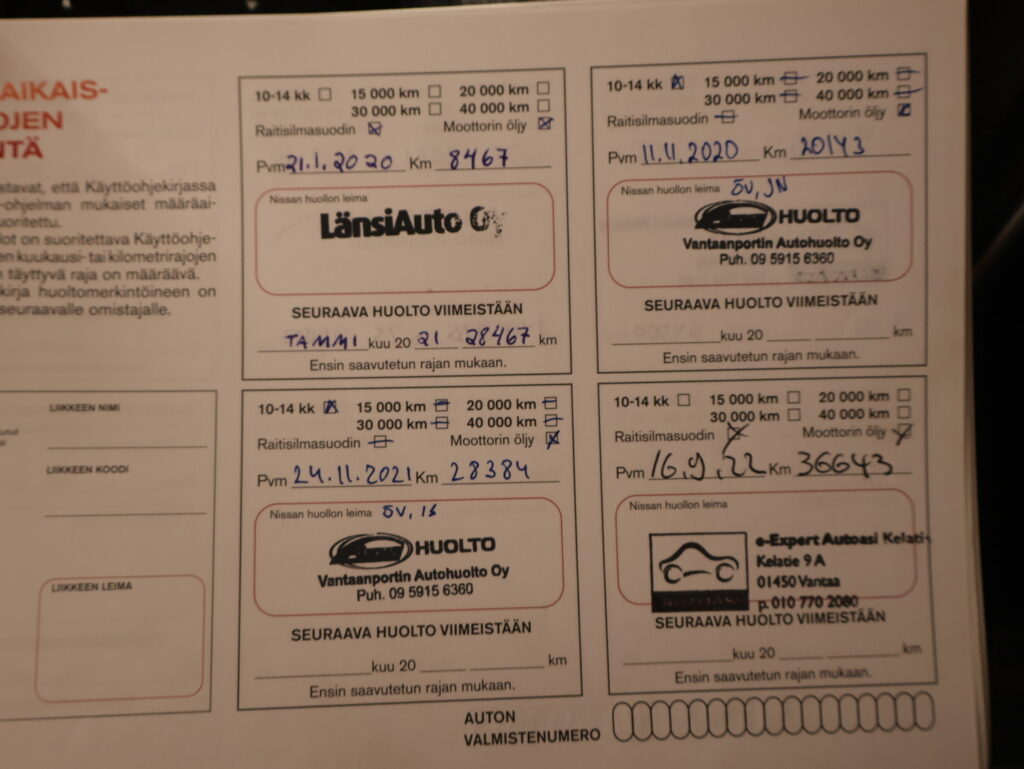 AIKAIS-
OJEN
NTÄ
stavat, että Käyttöohjekirjassa
-ohjelman mukaiset määräai-
uoritettu.
lot on suoritettava Käyttöohje-
en kuukausi- tai kilometrirajojen
n täyttyvä raja on määräävä.
kirja huoltomerkintöineen on
seuraavalle omistajalle.
LIIKKEEN NIMI
LIIKKEEN KOODI
LIIKKEEN LEIMA
10-14 kk 15 000 km 20 000 km
30 000 km 40 000 km
Raitisilmasuodin Moottorin öljy
Pvm 21.1.2020 Km 8467
Nissan huollon leima
LänsiAuto Oy
SEURAAVA HUOLTO VIIMEISTÄÄN
TAMMI kuu 20 21 28467 km
Ensin saavutetun rajan mukaan.
10-14 kk 15 000 km 20 000 km
30 000 km 40 000 km
Raitisilmasuodin Moottorin öljy
Pvm 11.11.2020 Km 20143
Nissan huollon leima ÖV, JN
HUOLTO
Vantaanportin Autohuolto Oy
Puh. 09 5915 6360
SEURAAVA HUOLTO VIIMEISTÄÄN
kuu 20 km
Ensin saavutetun rajan mukaan.
10-14 kk 15 000 km 20 000 km
30 000 km 40 000 km
Raitisilmasuodin Moottorin öljy
Pvm 24.11.2021 Km 28384
Nissan huollon leima ÖV, IS
HUOLTO
Vantaanportin Autohuolto Oy
Puh. 09 5915 6360
SEURAAVA HUOLTO VIIMEISTÄÄN
kuu 20 km
Ensin saavutetun rajan mukaan.
10-14 kk 15 000 km 20 000 km
30 000 km 40 000 km
Raitisilmasuodin Moottorin öljy
Pvm 16.9.22 Km 36643
Nissan huollon leima
e-Expert Autoasi Kelati
Kelatie 9 A
01450 Vantaa
p. 010 770 2080
SEURAAVA HUOLTO VIIMEISTÄÄN
kuu 20 km
Ensin saavutetun rajan mukaan.
AUTON
VALMISTENUMERO